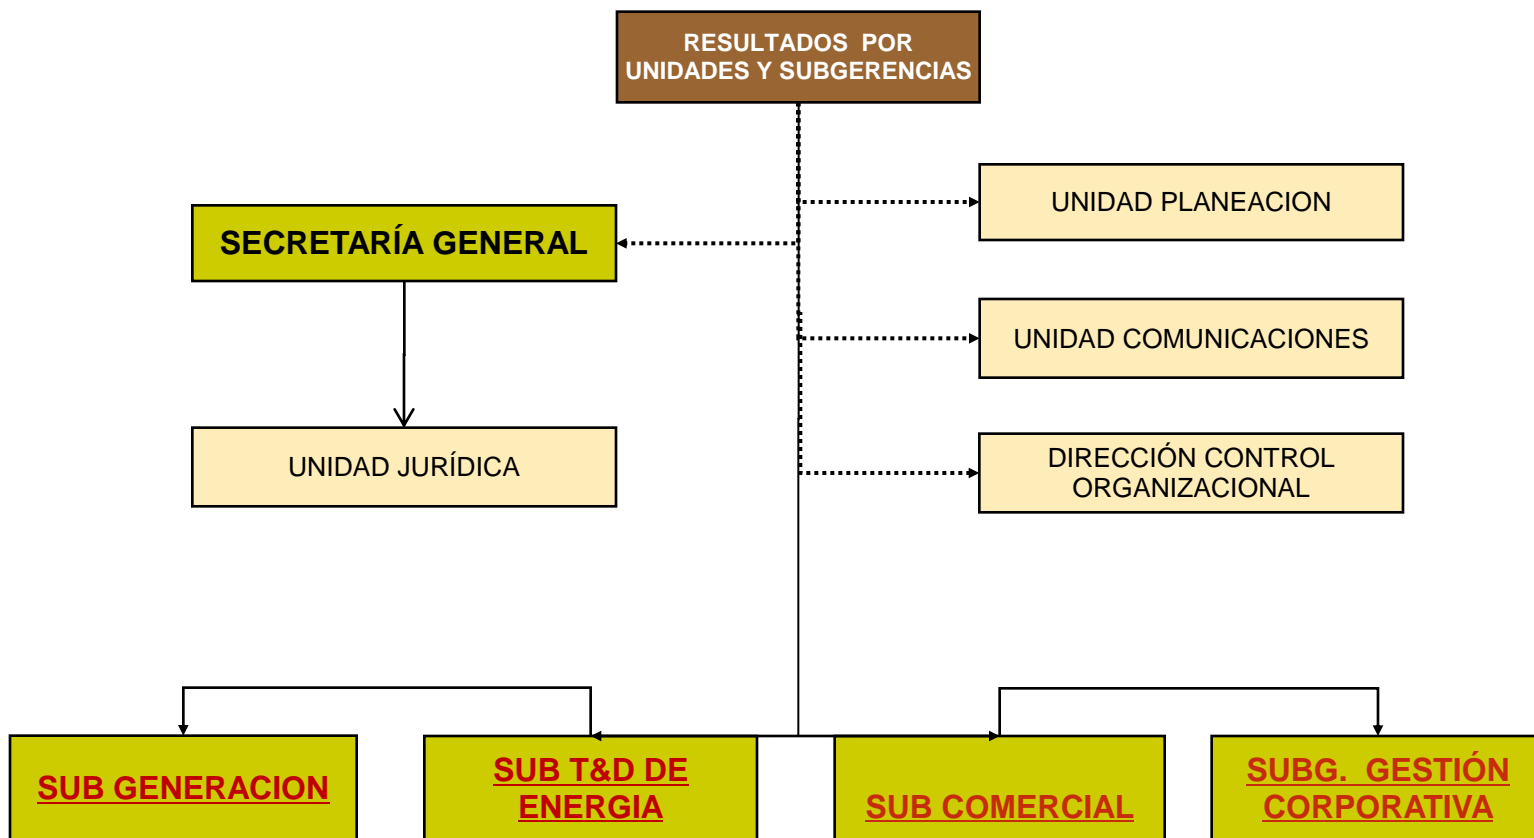 RESULTADOS POR
UNIDADES Y SUBGERENCIAS
UNIDAD PLANEACION
SECRETARÍA GENERAL
UNIDAD COMUNICACIONES
UNIDAD JURÍDICA
DIRECCIÓN CONTROL
ORGANIZACIONAL
SUB GENERACION
SUB T&D DE
ENERGIA
SUB COMERCIAL
SUBG. GESTIÓN
CORPORATIVA